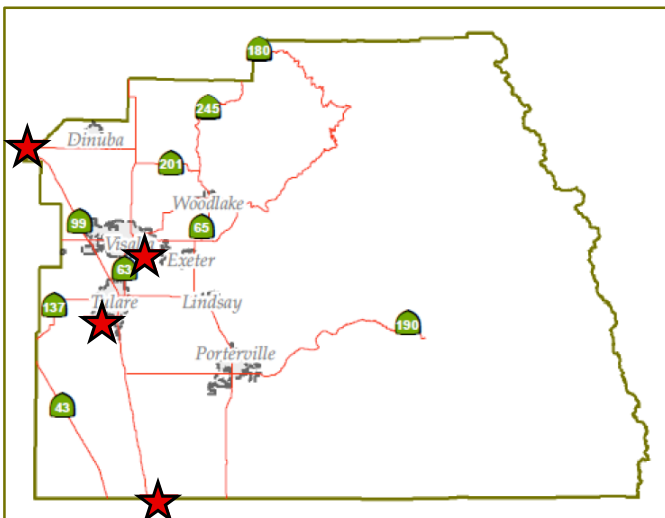 180
245
Dinuba
201
Woodlake
99
65
Visalia
Exeter
63
137
Tulare
Lindsay
190
Porterville
43